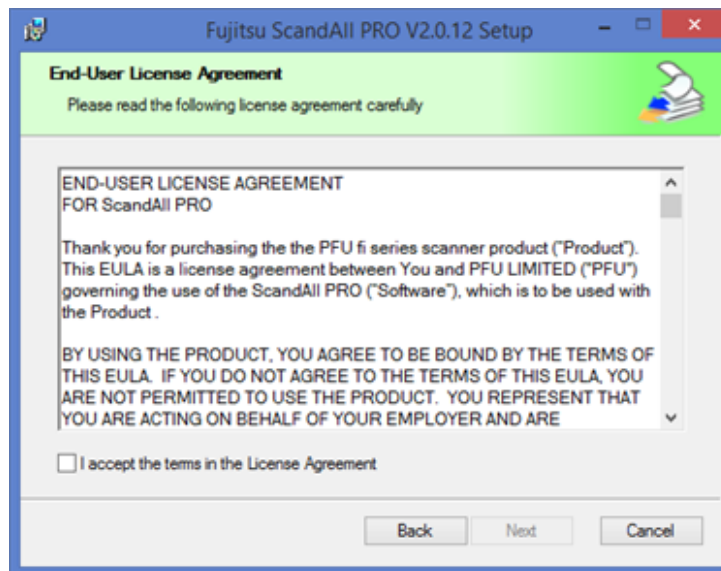 Fujitsu ScandAll PRO V2.0.12 Setup
End-User License Agreement
Please read the following license agreement carefully
END-USER LICENSE AGREEMENT
FOR ScandAll PRO
Thank you for purchasing the the PFU fi series scanner product ("Product").
This EULA is a license agreement between You and PFU LIMITED ("PFU")
governing the use of the ScandAll PRO ("Software"), which is to be used with
the Product .
BY USING THE PRODUCT, YOU AGREE TO BE BOUND BY THE TERMS OF
THIS EULA.  IF YOU DO NOT AGREE TO THE TERMS OF THIS EULA, YOU
ARE NOT PERMITTED TO USE THE PRODUCT.  YOU REPRESENT THAT
YOU ARE ACTING ON BEHALF OF YOUR EMPLOYER AND ARE
I accept the terms in the License Agreement
Back Next Cancel